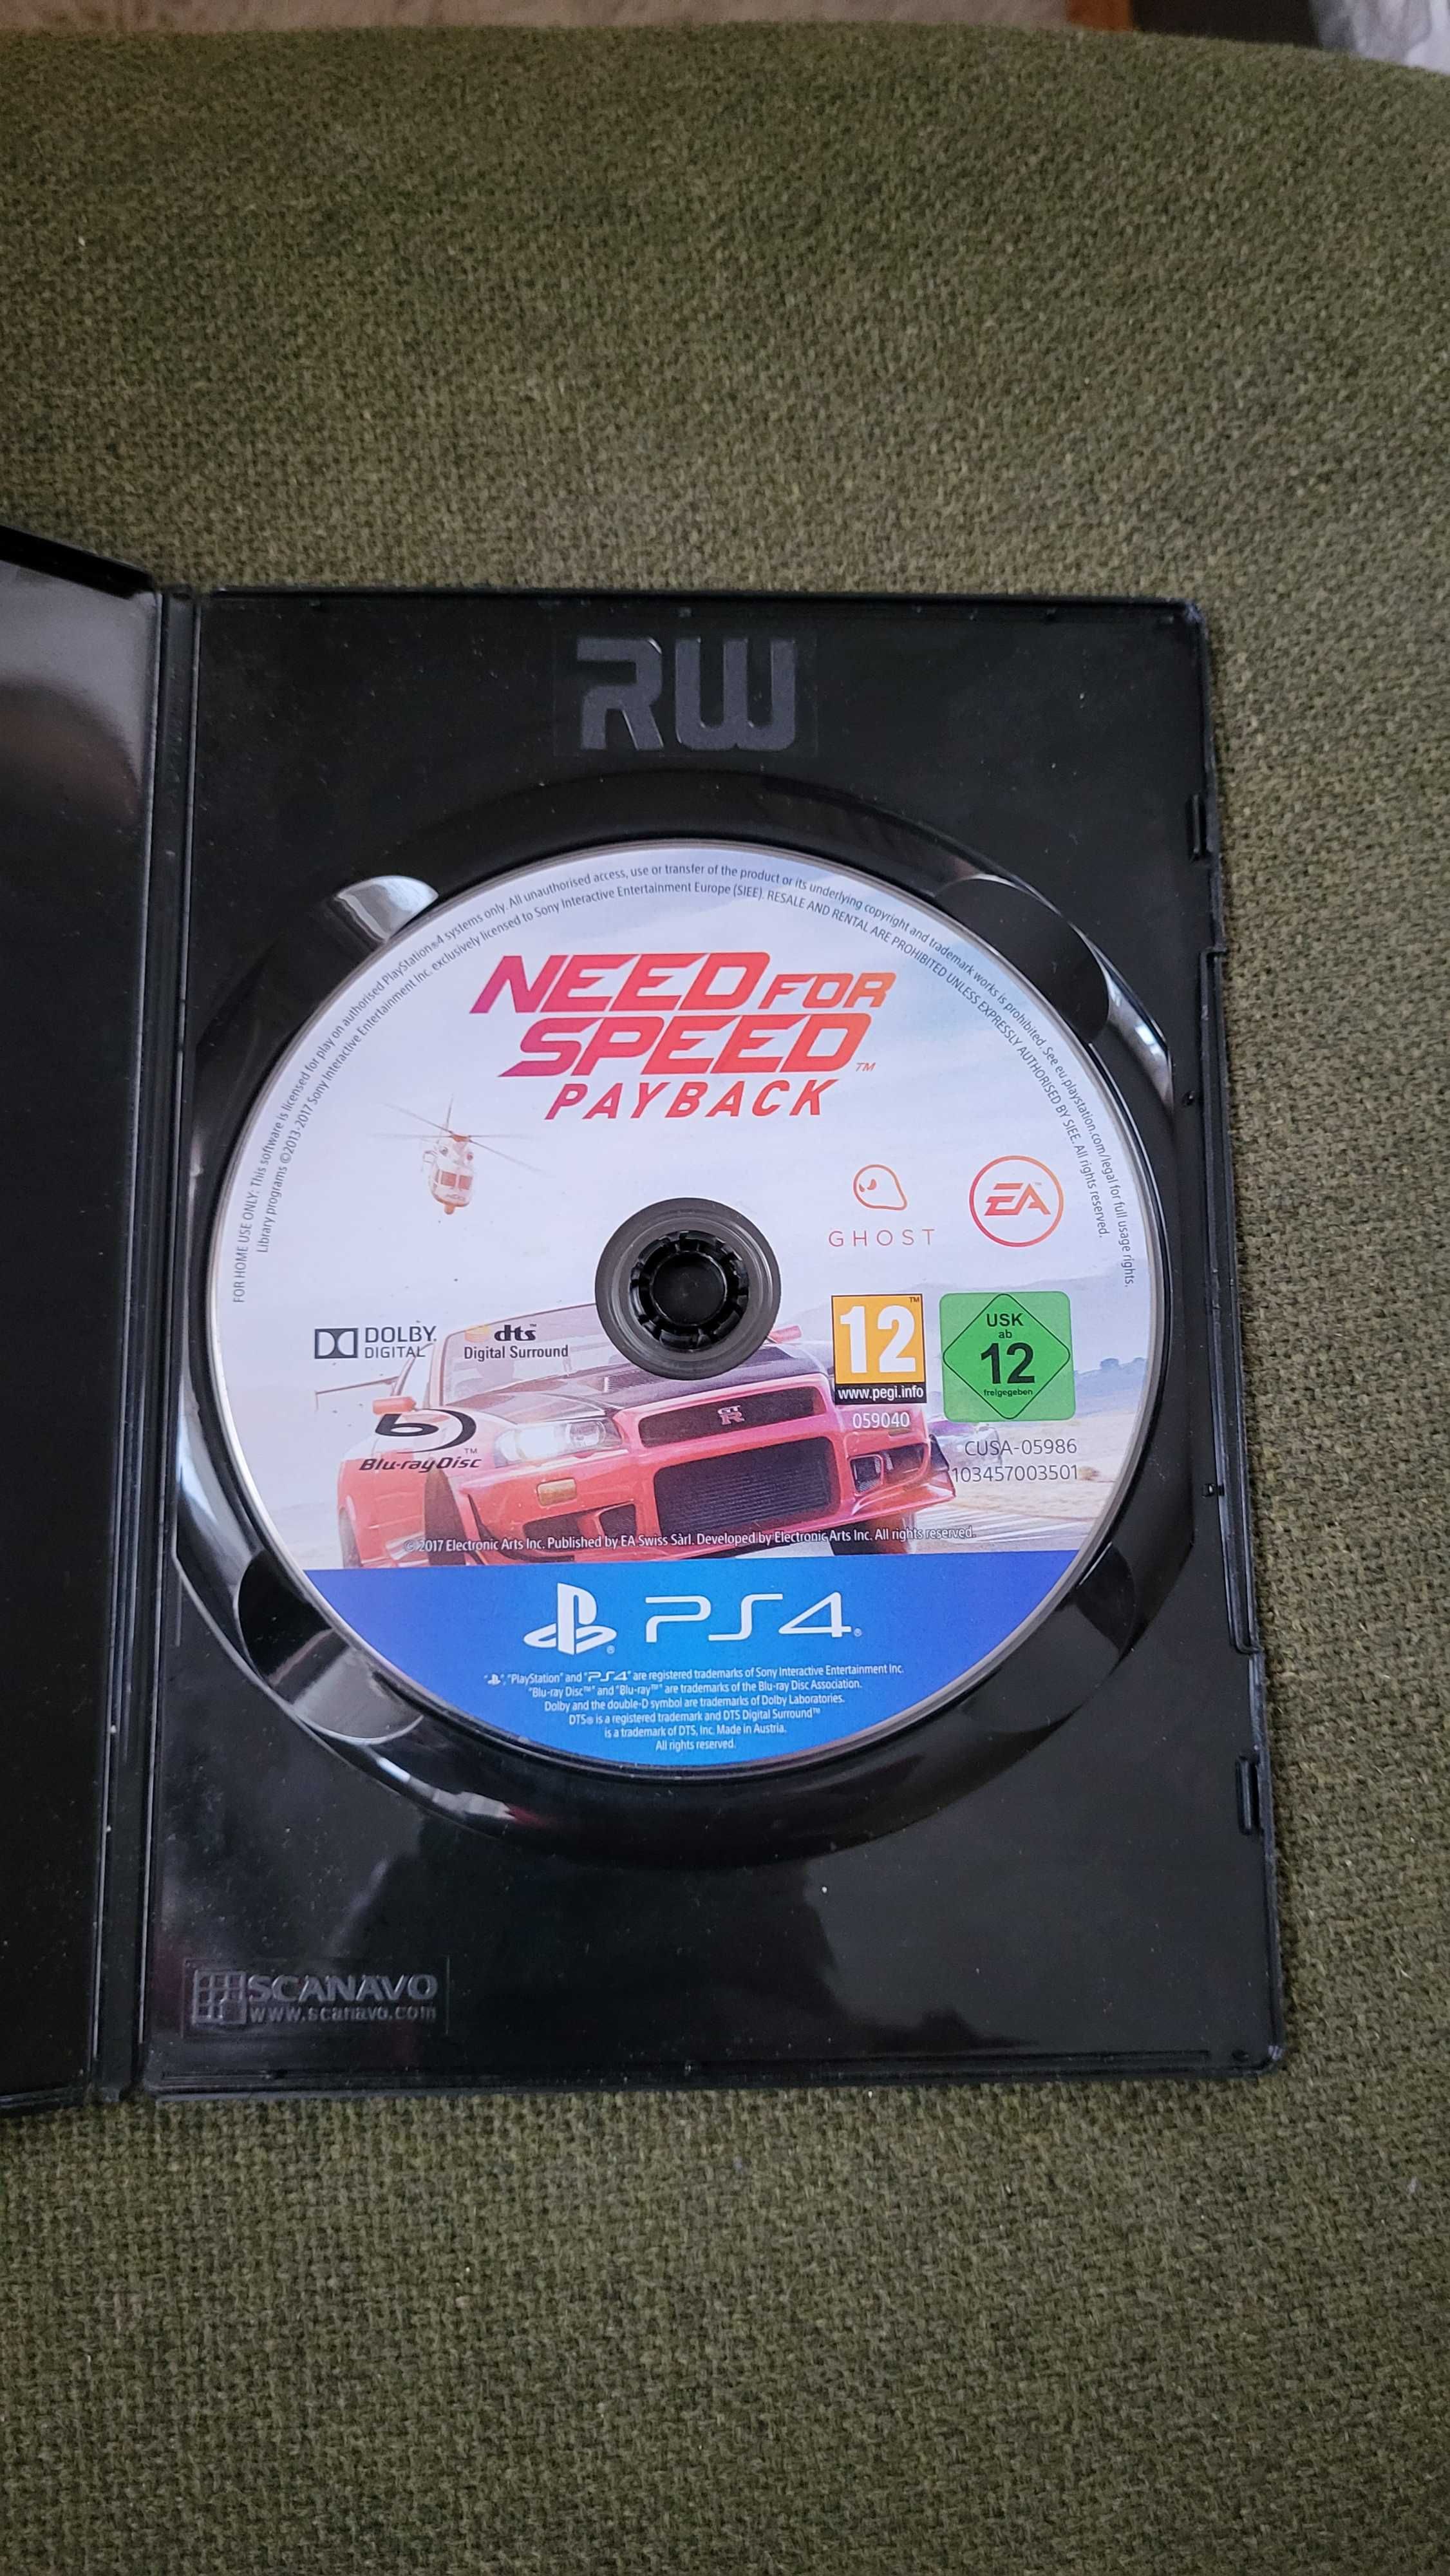 RW
FOR HOME USE ONLY: This software is licensed for play on authorised PlayStation®4 systems only. All unauthorised access, use or transfer of the product or its underlying copyright and trademark works is prohibited. See eu.playstation.com/legal for full usage rights.
Library programs ©2013-2017 Sony Interactive Entertainment Inc. exclusively licensed to Sony Interactive Entertainment Europe (SIEE). RESALE AND RENTAL ARE PROHIBITED UNLESS EXPRESSLY AUTHORISED BY SIEE. All rights reserved.
NEED FOR
SPEED™
PAYBACK
GHOST
EA
DOLBY
DIGITAL
dts
Digital Surround
12™
www.pegi.info
059040
USK
ab
12
freigegeben
CUSA-05986
103457003501
GT
R
Blu-ray Disc™
© 2017 Electronic Arts Inc. Published by EA Swiss Sàrl. Developed by Electronic Arts Inc. All rights reserved.
PS4®
"PlayStation" and "PS4" are registered trademarks of Sony Interactive Entertainment Inc.
"Blu-ray Disc™" and "Blu-ray™" are trademarks of the Blu-ray Disc Association.
Dolby and the double-D symbol are trademarks of Dolby Laboratories.
DTS® is a registered trademark and DTS Digital Surround™
is a trademark of DTS, Inc. Made in Austria.
All rights reserved.
SCANAVO
www.scanavo.com